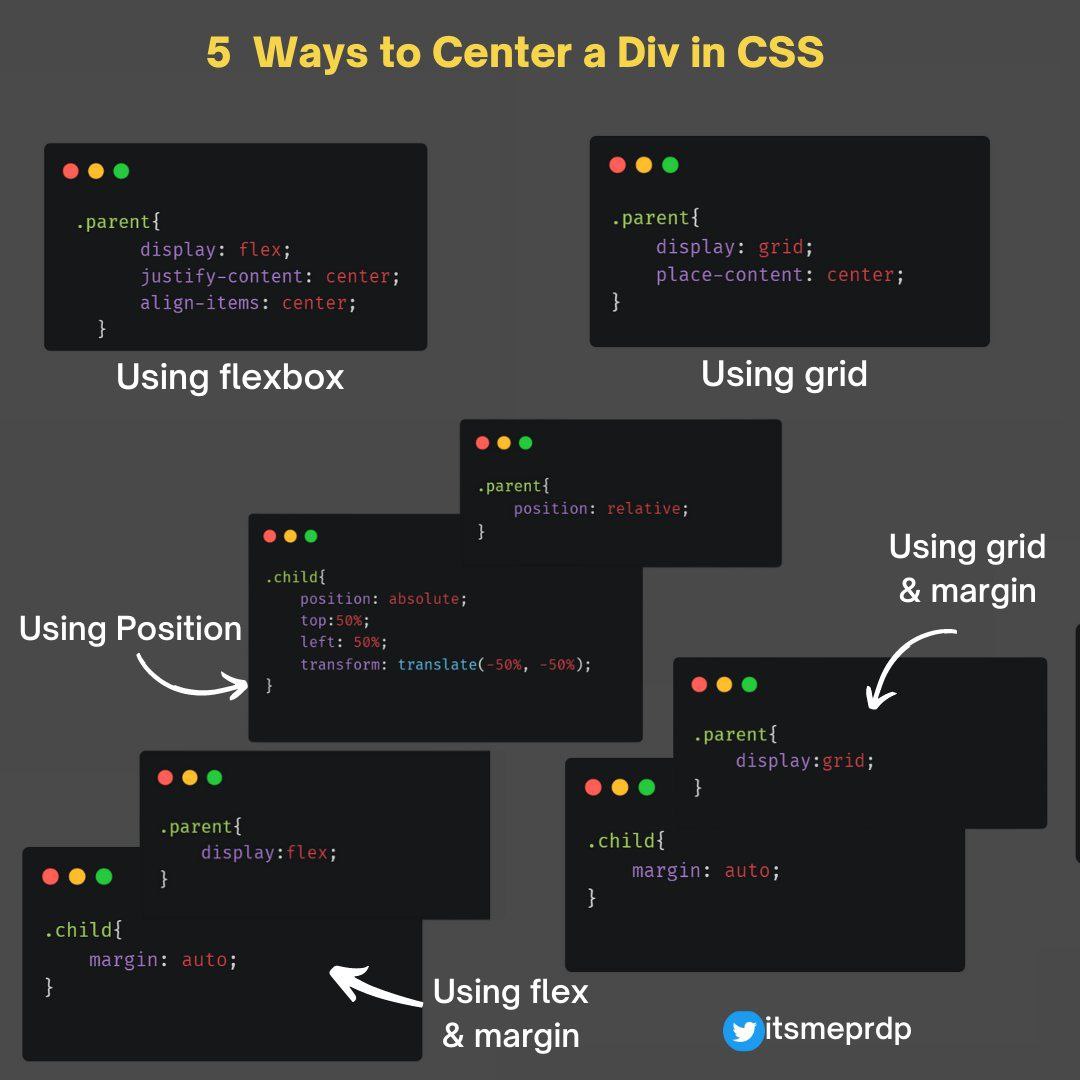 5 Ways to Center a Div in CSS
.parent{
display: flex;
justify-content: center;
align-items: center;
}
Using flexbox
.parent{
display: grid;
place-content: center;
}
Using grid
.parent{
position: relative;
}
.child{
position: absolute;
top:50%;
left: 50%;
transform: translate(-50%, -50%);
}
Using Position
Using grid
& margin
.parent{
display:grid;
}
.child{
margin: auto;
}
.parent{
display:flex;
}
.child{
margin: auto;
}
Using flex
& margin
itsmeprdp